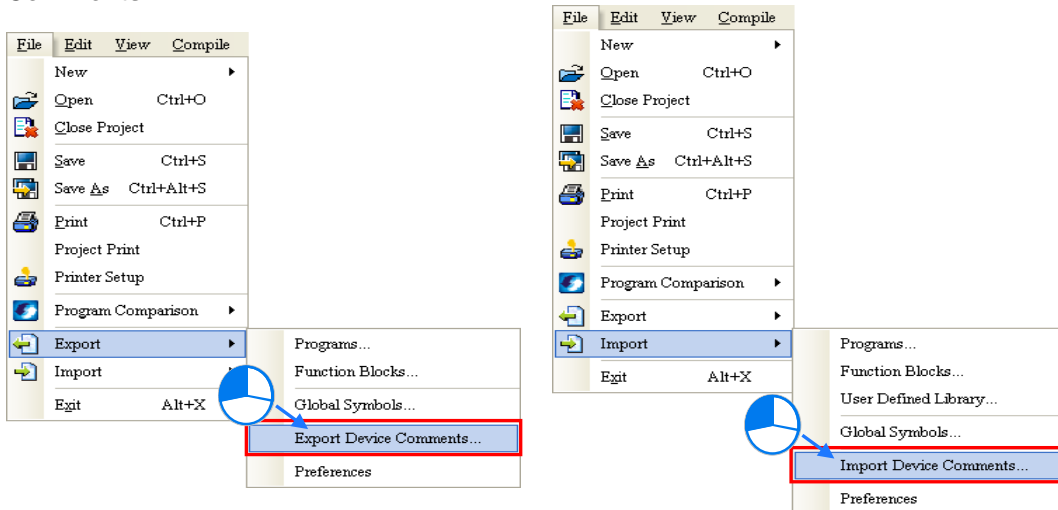 File Edit View Compile
New
Open Ctrl+O
Close Project
Save Ctrl+S
Save As Ctrl+Alt+S
Print Ctrl+P
Project Print
Printer Setup
Program Comparison
Export
Import
Exit Alt+X
Programs...
Function Blocks...
Global Symbols...
Export Device Comments...
Preferences
File Edit View Compile
New
Open Ctrl+O
Close Project
Save Ctrl+S
Save As Ctrl+Alt+S
Print Ctrl+P
Project Print
Printer Setup
Program Comparison
Export
Import
Exit Alt+X
Programs...
Function Blocks...
User Defined Library...
Global Symbols...
Import Device Comments...
Preferences